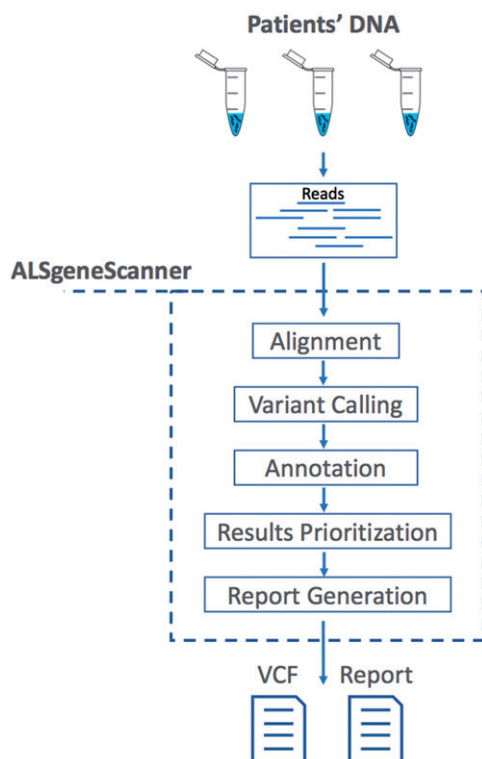 Patients’ DNA
Reads
ALSgeneScanner
Alignment
Variant Calling
Annotation
Results Prioritization
Report Generation
VCF Report